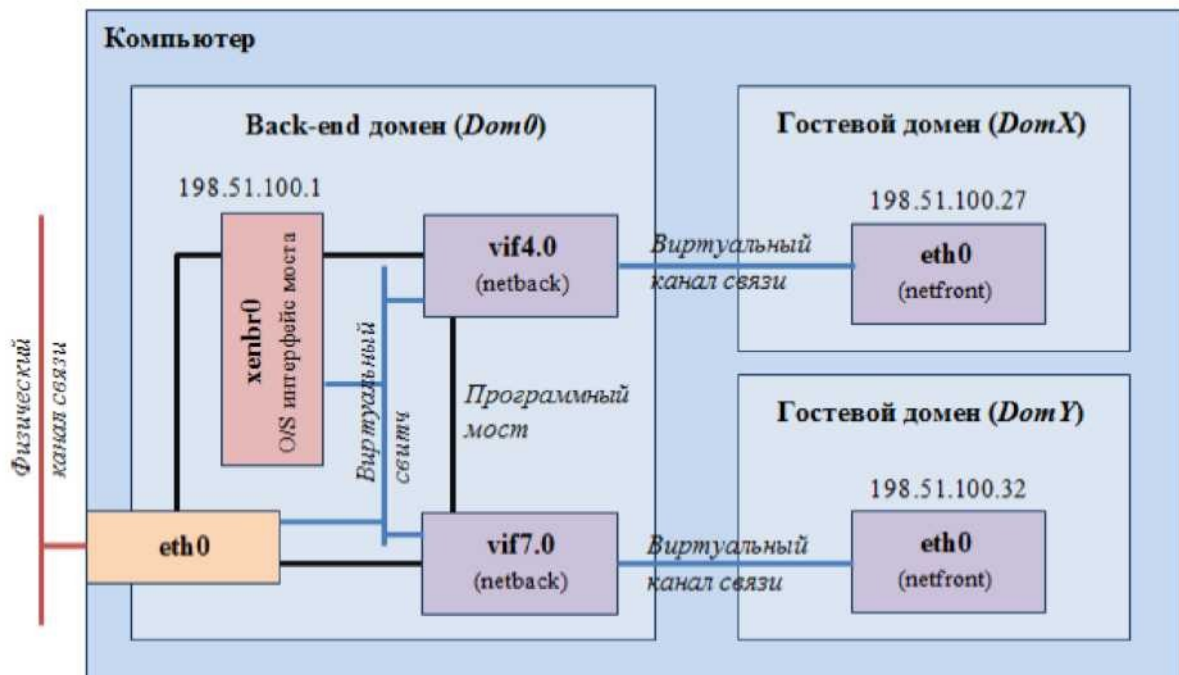 Компьютер
Back-end домен (Dom0)
198.51.100.1
xenbr0
O/S интерфейс моста
vif4.0
(netback)
Виртуальный
свитч
Программный
мост
eth0
vif7.0
(netback)
Физический
канал связи
Виртуальный
канал связи
Виртуальный
канал связи
Гостевой домен (DomX)
198.51.100.27
eth0
(netfront)
Гостевой домен (DomY)
198.51.100.32
eth0
(netfront)